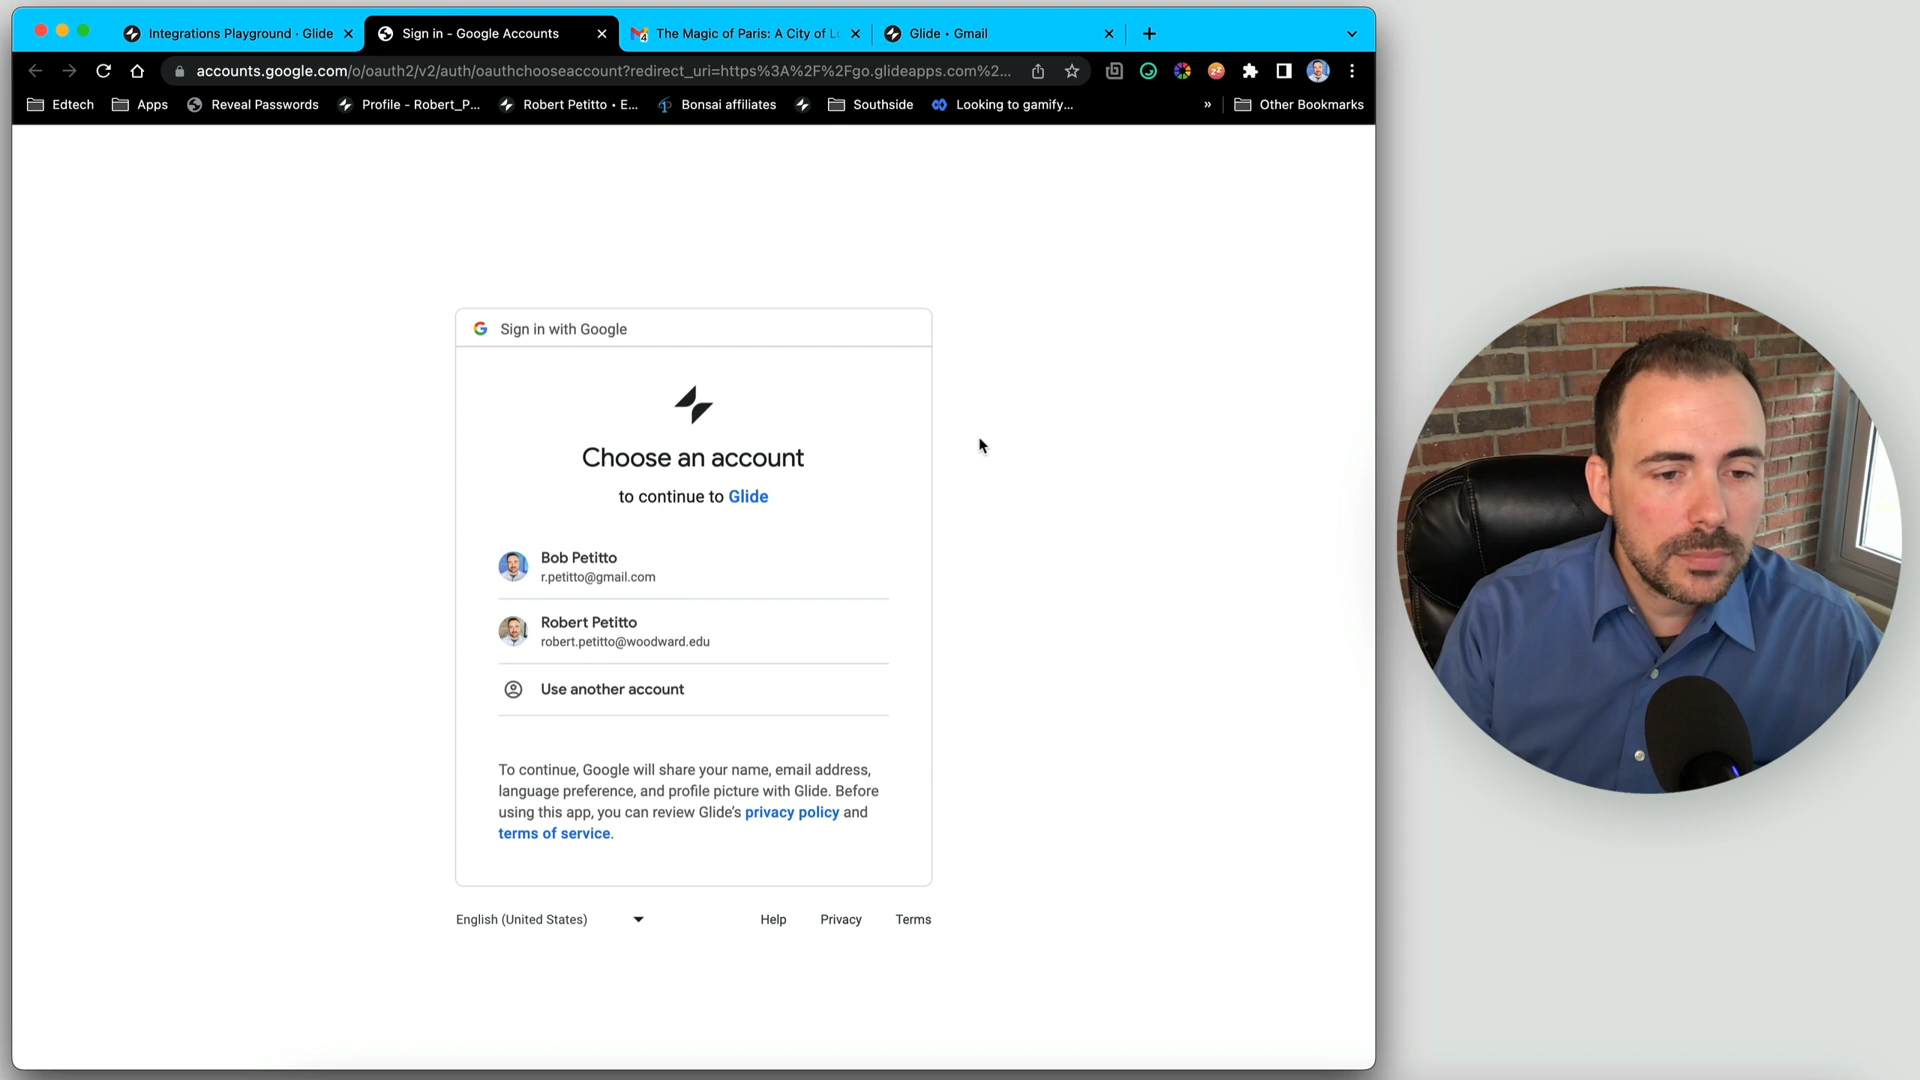 Integrations Playground · Glide
Sign in - Google Accounts
The Magic of Paris: A City of Lo
Glide • Gmail
accounts.google.com/o/oauth2/v2/auth/oauthchooseaccount?redirect_uri=https%3A%2F%2Fgo.glideapps.com%2...
Edtech
Apps
Reveal Passwords
Profile - Robert_P...
Robert Petitto • E...
Bonsai affiliates
Southside
Looking to gamify...
»
Other Bookmarks
Sign in with Google
Choose an account
to continue to Glide
Bob Petitto
r.petitto@gmail.com
Robert Petitto
robert.petitto@woodward.edu
Use another account
To continue, Google will share your name, email address,
language preference, and profile picture with Glide. Before
using this app, you can review Glide’s privacy policy and
terms of service.
English (United States)
Help
Privacy
Terms